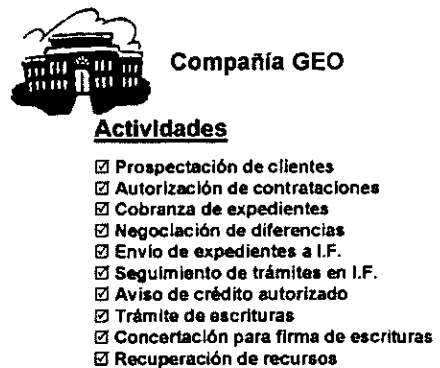 Compañía GEO
Actividades
☑ Prospectación de clientes
☑ Autorización de contrataciones
☑ Cobranza de expedientes
☑ Negociación de diferencias
☑ Envío de expedientes a I.F.
☑ Seguimiento de trámites en I.F.
☑ Aviso de crédito autorizado
☑ Trámite de escrituras
☑ Concertación para firma de escrituras
☑ Recuperación de recursos